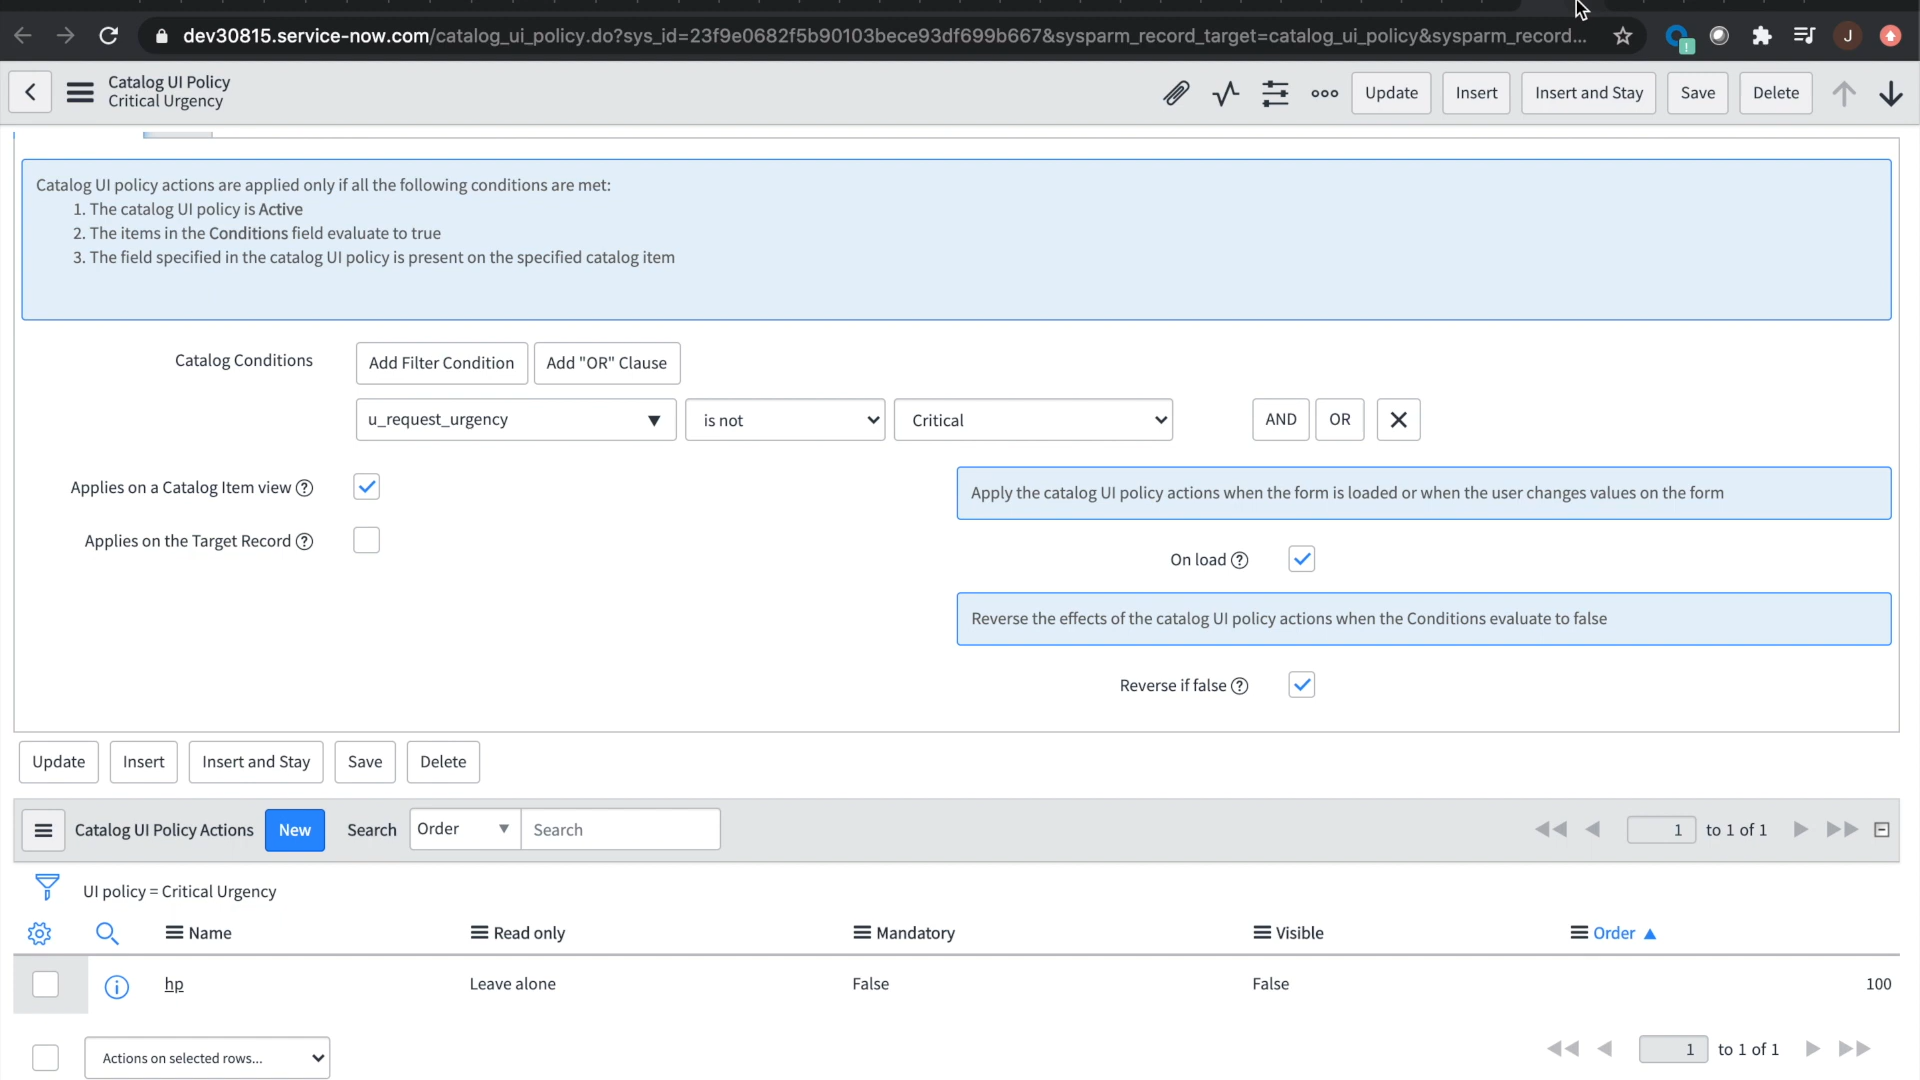 dev30815.service-now.com/catalog_ui_policy.do?sys_id=23f9e0682f5b90103bece93df699b667&sysparm_record_target=catalog_ui_policy&sysparm_record...
J
Catalog UI Policy
Critical Urgency
Update Insert Insert and Stay Save Delete
Catalog UI policy actions are applied only if all the following conditions are met:
1. The catalog UI policy is Active
2. The items in the Conditions field evaluate to true
3. The field specified in the catalog UI policy is present on the specified catalog item
Catalog Conditions Add Filter Condition Add "OR" Clause
u_request_urgency is not Critical AND OR
Applies on a Catalog Item view
Apply the catalog UI policy actions when the form is loaded or when the user changes values on the form
Applies on the Target Record
On load
Reverse the effects of the catalog UI policy actions when the Conditions evaluate to false
Reverse if false
Update Insert Insert and Stay Save Delete
Catalog UI Policy Actions New Search Order Search 1 to 1 of 1
UI policy = Critical Urgency
Name Read only Mandatory Visible Order
hp Leave alone False False 100
Actions on selected rows... 1 to 1 of 1